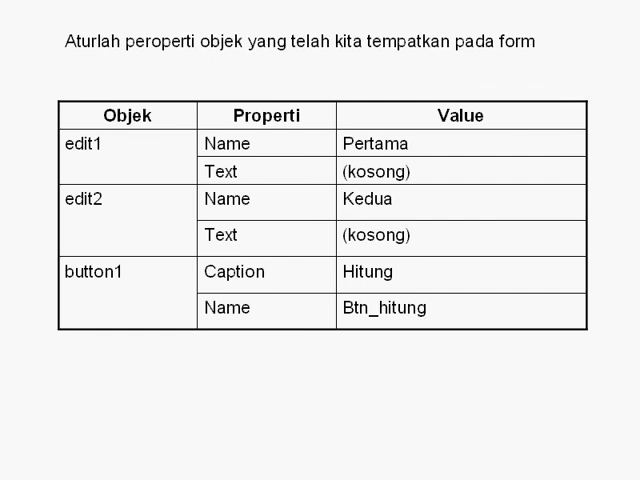 Aturlah peroperti objek yang telah kita tempatkan pada form
Objek Properti Value
edit1 Name Pertama
Text (kosong)
edit2 Name Kedua
Text (kosong)
button1 Caption Hitung
Name Btn_hitung